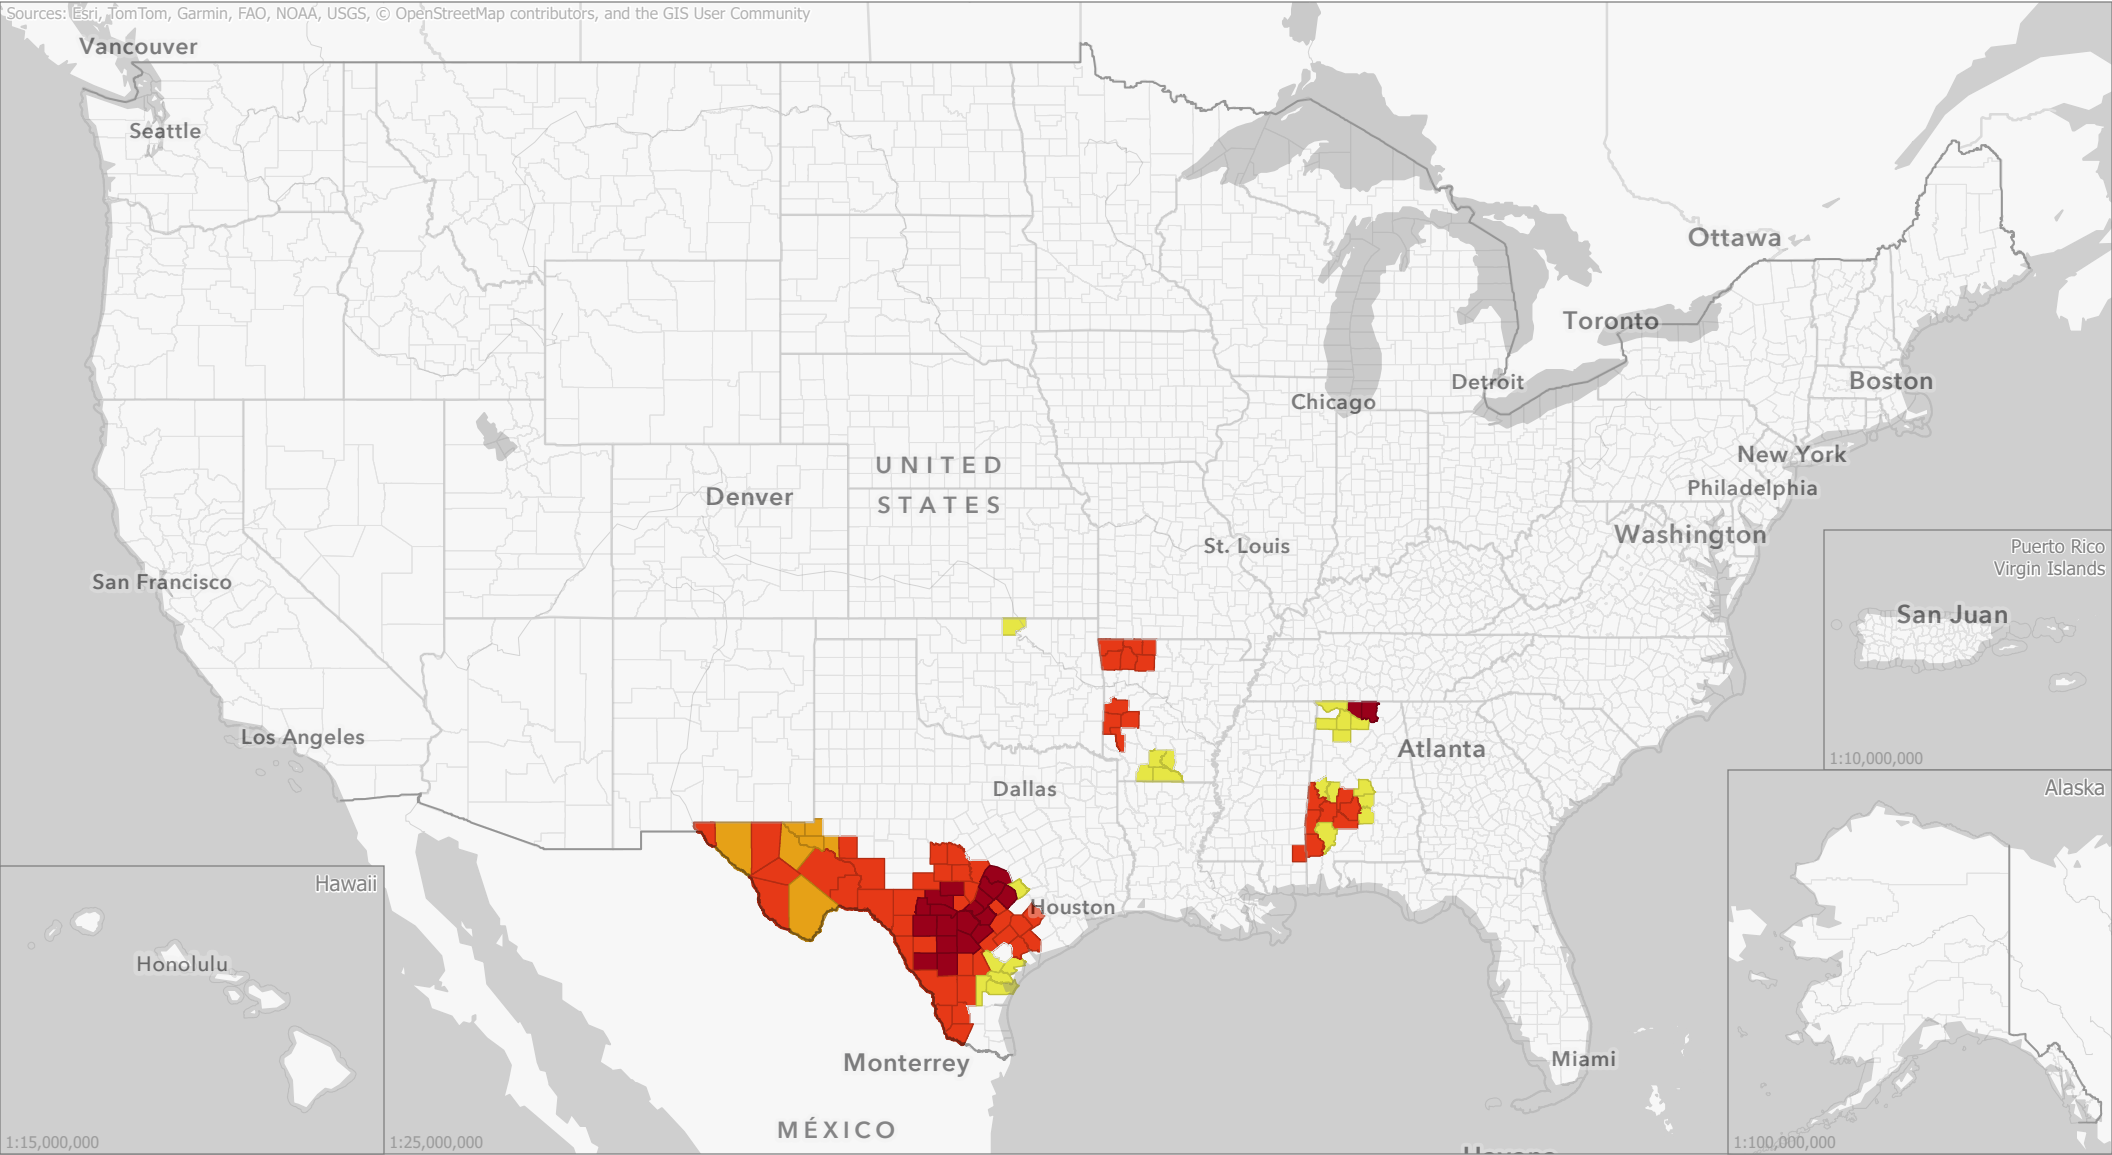 Sources: Esri, TomTom, Garmin, FAO, NOAA, USGS, © OpenStreetMap contributors, and the GIS User Community
Vancouver
Seattle
Ottawa
Toronto
Detroit
Boston
Chicago
New York
UNITED
Denver
Philadelphia
STATES
Washington
St. Louis
Puerto Rico
Virgin Islands
San Francisco
San Juan
Los Angeles
Atlanta
1:10,000,000
Dallas
Alaska
Hawaii
Houston
Honolulu
Monterrey
Miami
MÉXICO
1:15,000,000
1:25,000,000
1:100,000,000